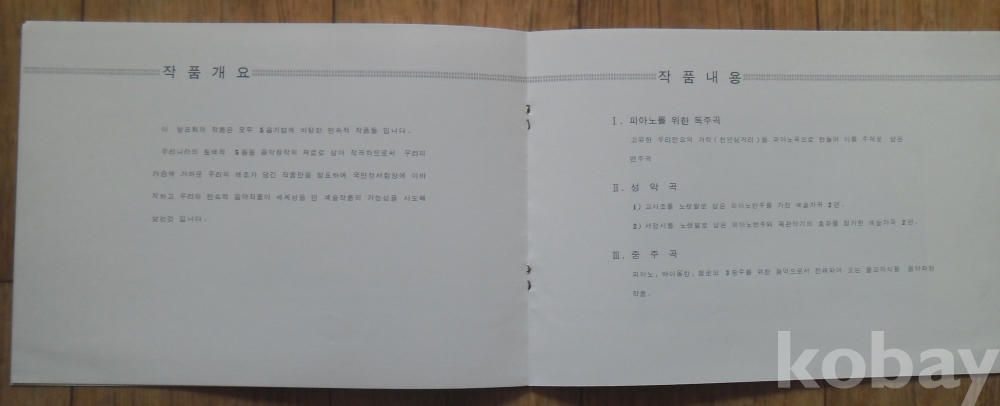 작 품 개 요
이 발표회의 작품은 모두 5음기법에 바탕한 민속적 작품들 입니다.
우리나라의 토색적 5음을 음악창작의 재료로 삼아 작곡하므로써 우리의
가슴에 가까운 우리의 색조가 담긴 작품만을 발표하여 국민정서함양에 이바
지하고 우리의 민속적 음악작품이 세계성을 띤 예술작품의 가능성을 시도해
보는것 입니다.
작 품 내 용
Ⅰ. 피아노를 위한 독주곡
고유한 우리민요의 가락(천안삼거리)을 피아노곡으로 만들어 이를 주제로 삼은
변주곡
Ⅱ. 성 악 곡
1) 고시조를 노랫말로 삼은 피아노반주를 가진 예술가곡 2편.
2) 서정시를 노랫말로 삼은 피아노반주와 목관악기의 효과를 첨가한 예술가곡 2편.
Ⅲ. 중 주 곡
피아노, 바이올린, 첼로의 3중주를 위한 음악으로서 전래되어 오는 불교의식을 음악화한
작품.
kobay